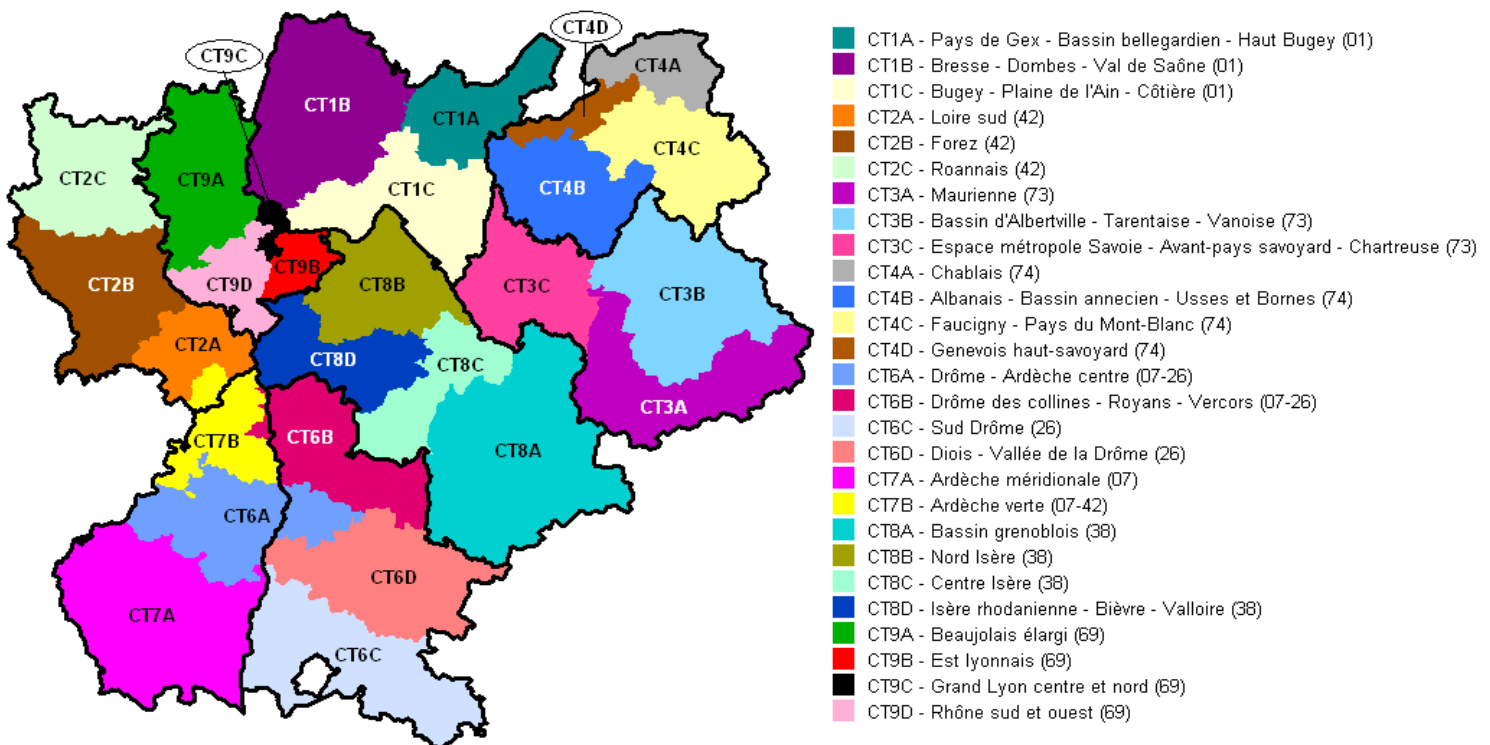 CT4D
CT9C
CT4A
CT1B
CT1A
CT4C
CT2C
CT9A
CT1C
CT4B
CT9B
CT2B
CT9D
CT8B
CT3C
CT3B
CT2A
CT8D
CT8C
CT3A
CT7B
CT6B
CT8A
CT6A
CT6D
CT7A
CT6C
CT1A - Pays de Gex - Bassin bellegardien - Haut Bugey (01)
CT1B - Bresse - Dombes - Val de Saône (01)
CT1C - Bugey - Plaine de l'Ain - Côtière (01)
CT2A - Loire sud (42)
CT2B - Forez (42)
CT2C - Roannais (42)
CT3A - Maurienne (73)
CT3B - Bassin d'Albertville - Tarentaise - Vanoise (73)
CT3C - Espace métropole Savoie - Avant-pays savoyard - Chartreuse (73)
CT4A - Chablais (74)
CT4B - Albanais - Bassin annecien - Usses et Bornes (74)
CT4C - Faucigny - Pays du Mont-Blanc (74)
CT4D - Genevois haut-savoyard (74)
CT6A - Drôme - Ardèche centre (07-26)
CT6B - Drôme des collines - Royans - Vercors (07-26)
CT6C - Sud Drôme (26)
CT6D - Diois - Vallée de la Drôme (26)
CT7A - Ardèche méridionale (07)
CT7B - Ardèche verte (07-42)
CT8A - Bassin grenoblois (38)
CT8B - Nord Isère (38)
CT8C - Centre Isère (38)
CT8D - Isère rhodanienne - Bièvre - Valloire (38)
CT9A - Beaujolais élargi (69)
CT9B - Est lyonnais (69)
CT9C - Grand Lyon centre et nord (69)
CT9D - Rhône sud et ouest (69)